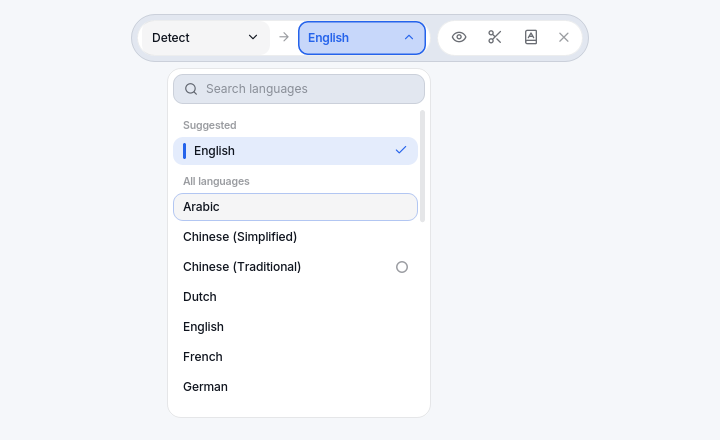 Detect
English
Search languages
Suggested
English
All languages
Arabic
Chinese (Simplified)
Chinese (Traditional)
Dutch
English
French
German